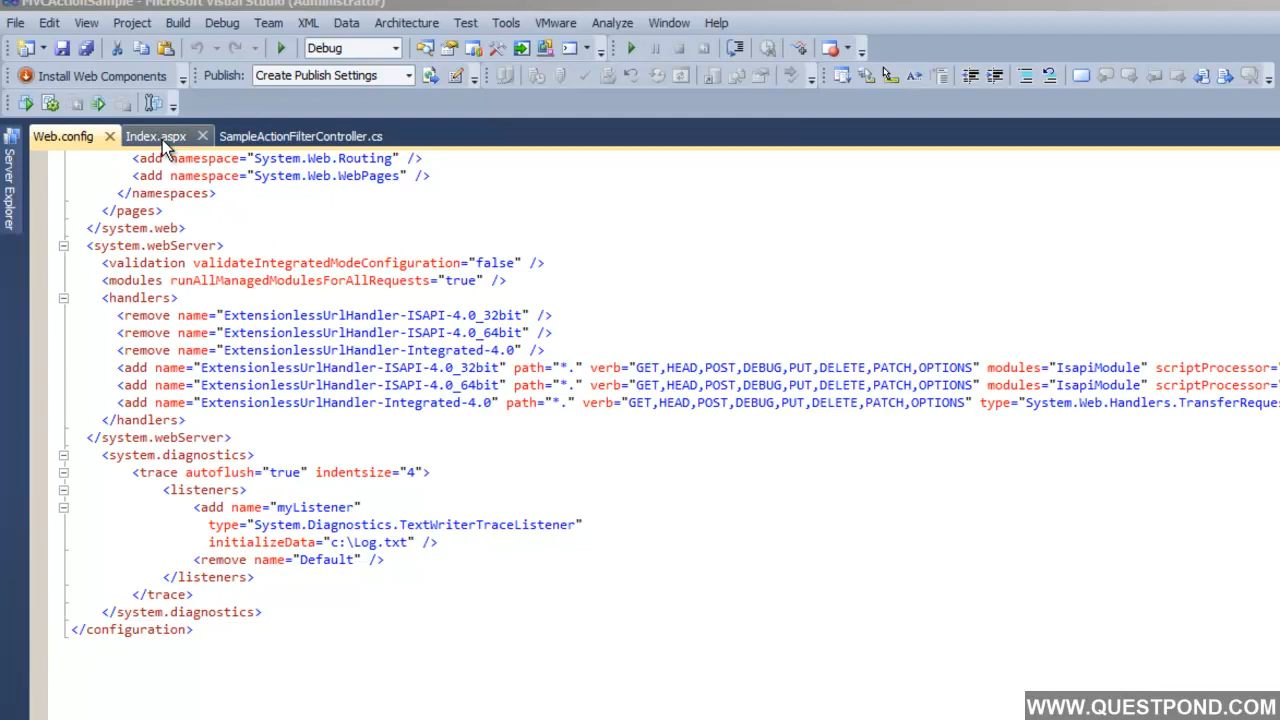 MVCActionSample - Microsoft Visual Studio (Administrator)
File Edit View Project Build Debug Team XML Data Architecture Test Tools VMware Analyze Window Help
Debug
Install Web Components Publish: Create Publish Settings
Web.config Index.aspx SampleActionFilterController.cs
Server Explorer
<add namespace="System.Web.Routing" />
<add namespace="System.Web.WebPages" />
</namespaces>
</pages>
</system.web>
<system.webServer>
<validation validateIntegratedModeConfiguration="false" />
<modules runAllManagedModulesForAllRequests="true" />
<handlers>
<remove name="ExtensionlessUrlHandler-ISAPI-4.0_32bit" />
<remove name="ExtensionlessUrlHandler-ISAPI-4.0_64bit" />
<remove name="ExtensionlessUrlHandler-Integrated-4.0" />
<add name="ExtensionlessUrlHandler-ISAPI-4.0_32bit" path="*." verb="GET,HEAD,POST,DEBUG,PUT,DELETE,PATCH,OPTIONS" modules="IsapiModule" scriptProcessor=
<add name="ExtensionlessUrlHandler-ISAPI-4.0_64bit" path="*." verb="GET,HEAD,POST,DEBUG,PUT,DELETE,PATCH,OPTIONS" modules="IsapiModule" scriptProcessor=
<add name="ExtensionlessUrlHandler-Integrated-4.0" path="*." verb="GET,HEAD,POST,DEBUG,PUT,DELETE,PATCH,OPTIONS" type="System.Web.Handlers.TransferReque
</handlers>
</system.webServer>
<system.diagnostics>
<trace autoflush="true" indentsize="4">
<listeners>
<add name="myListener"
type="System.Diagnostics.TextWriterTraceListener"
initializeData="c:\Log.txt" />
<remove name="Default" />
</listeners>
</trace>
</system.diagnostics>
</configuration>
WWW.QUESTPOND.COM